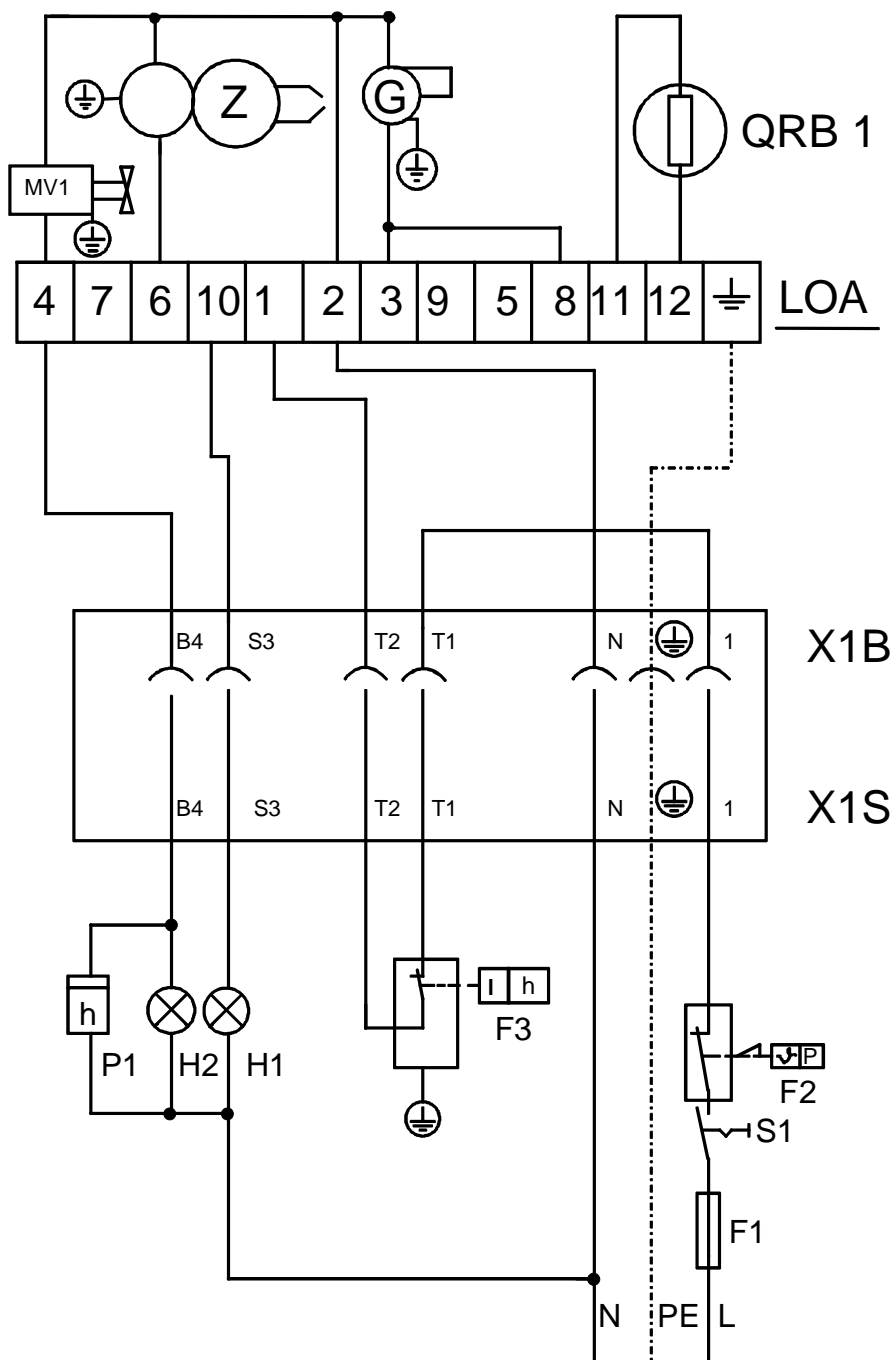 Z
G
QRB 1
MV1
4 7 6 10 1 2 3 9 5 8 11 12
LOA
B4 S3 T2 T1 N 1
X1B
B4 S3 T2 T1 N 1
X1S
h
P1 H2 H1
I h
F3
P
F2
S1
F1
N PE L